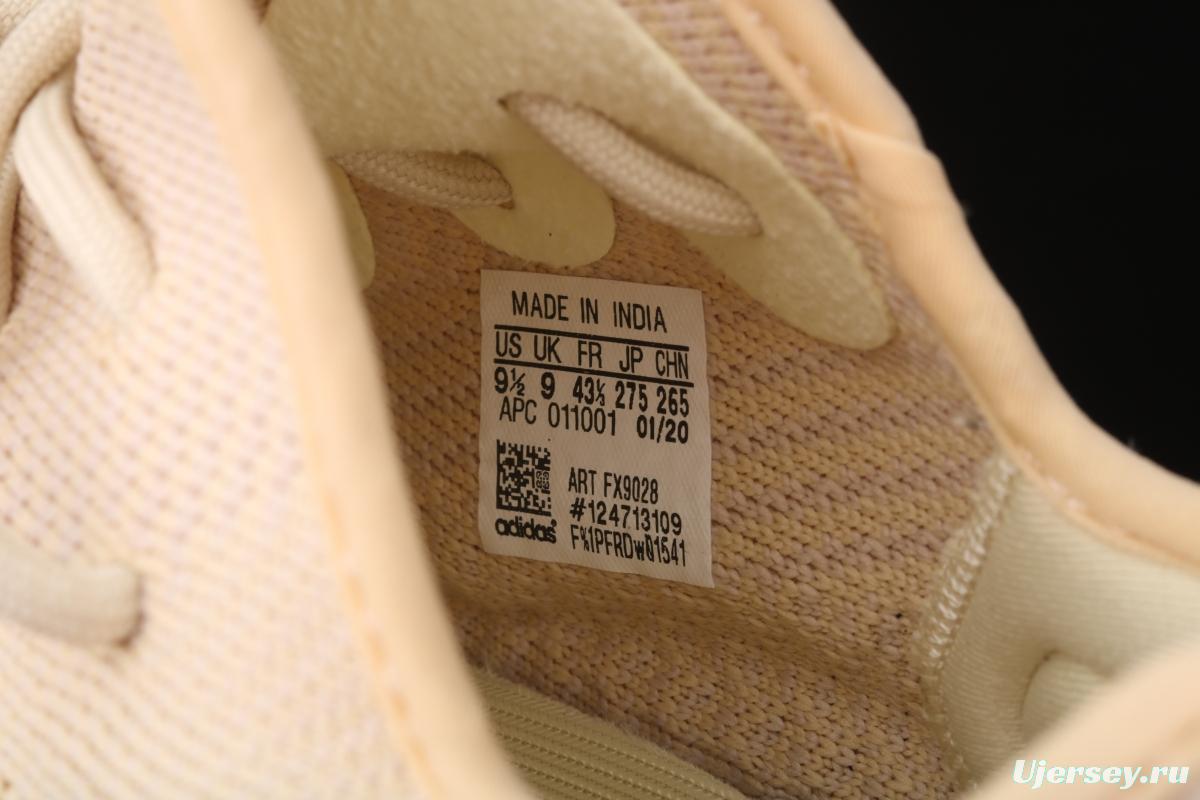 MADE IN INDIA
US UK FR JP CHN
9½ 9 43⅓ 275 265
APC 011001 01/20
ART FX9028
#124713109
adidas F%1PFRDw01541
Ujersey.ru